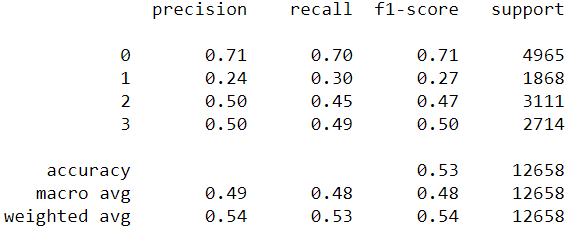 precision recall f1-score support
0 0.71 0.70 0.71 4965
1 0.24 0.30 0.27 1868
2 0.50 0.45 0.47 3111
3 0.50 0.49 0.50 2714
accuracy 0.53 12658
macro avg 0.49 0.48 0.48 12658
weighted avg 0.54 0.53 0.54 12658